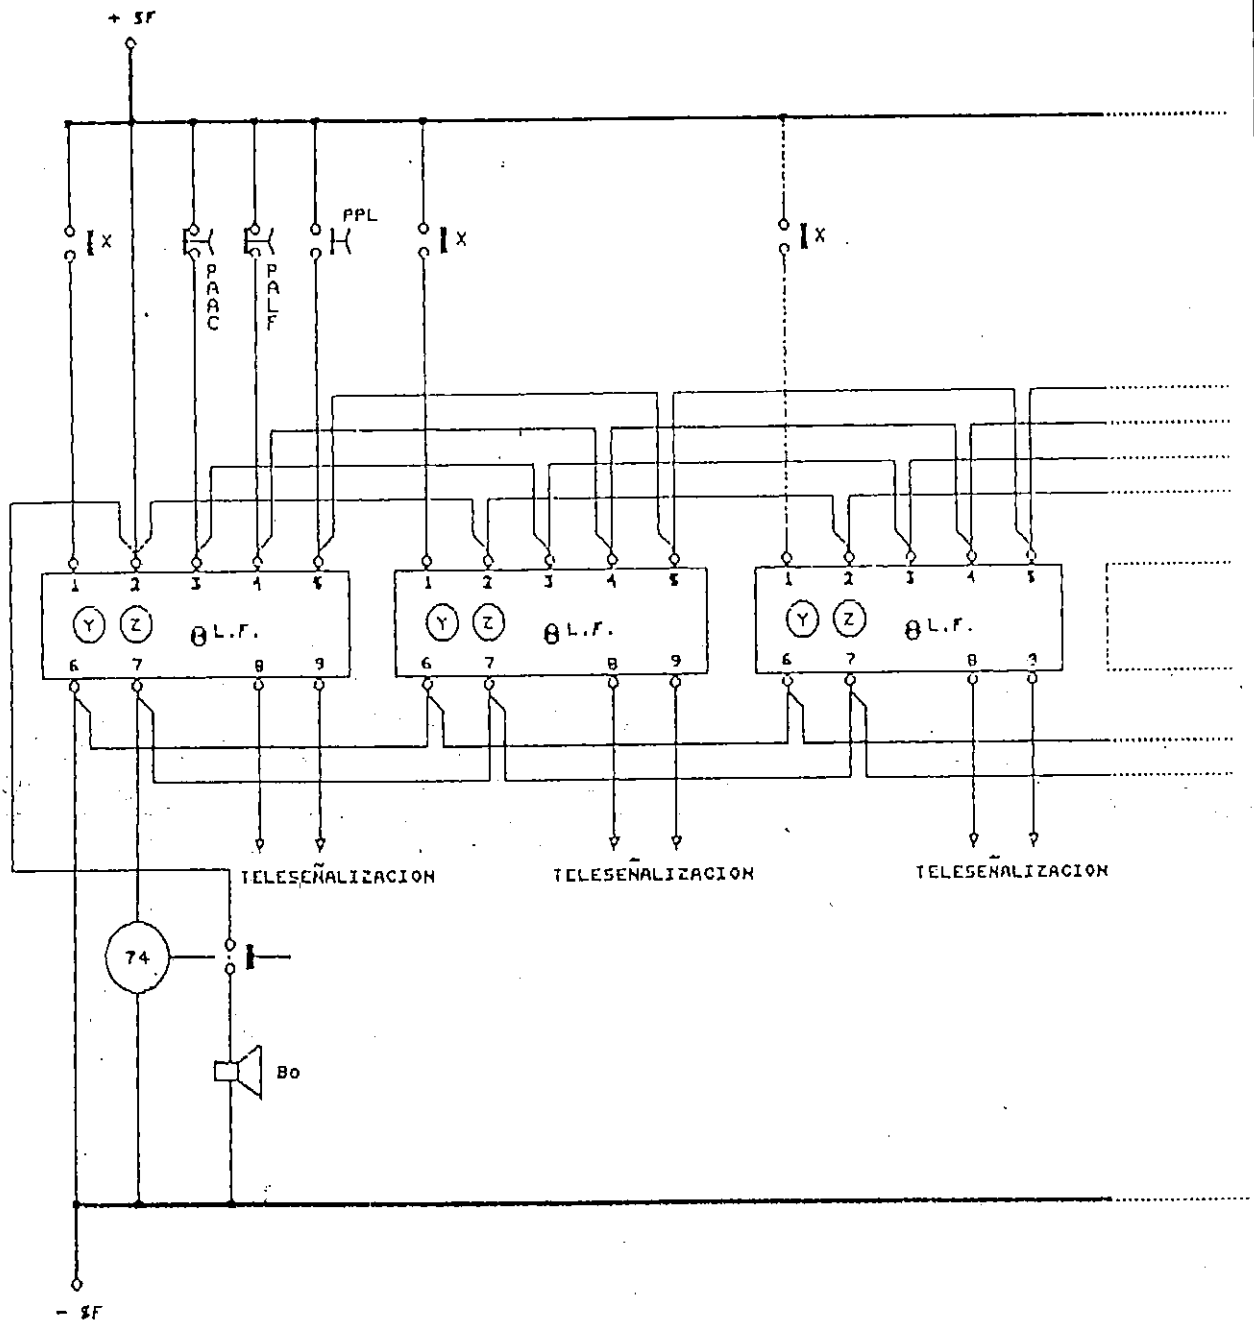 + SF
X
PAAC
PALF
PPL
X
X
1 2 3 4 5
Y Z L.F.
6 7 8 9
1 2 3 4 5
Y Z L.F.
6 7 8 9
1 2 3 4 5
Y Z L.F.
6 7 8 9
TELESEÑALIZACION
TELESEÑALIZACION
TELESEÑALIZACION
74
Bo
- SF